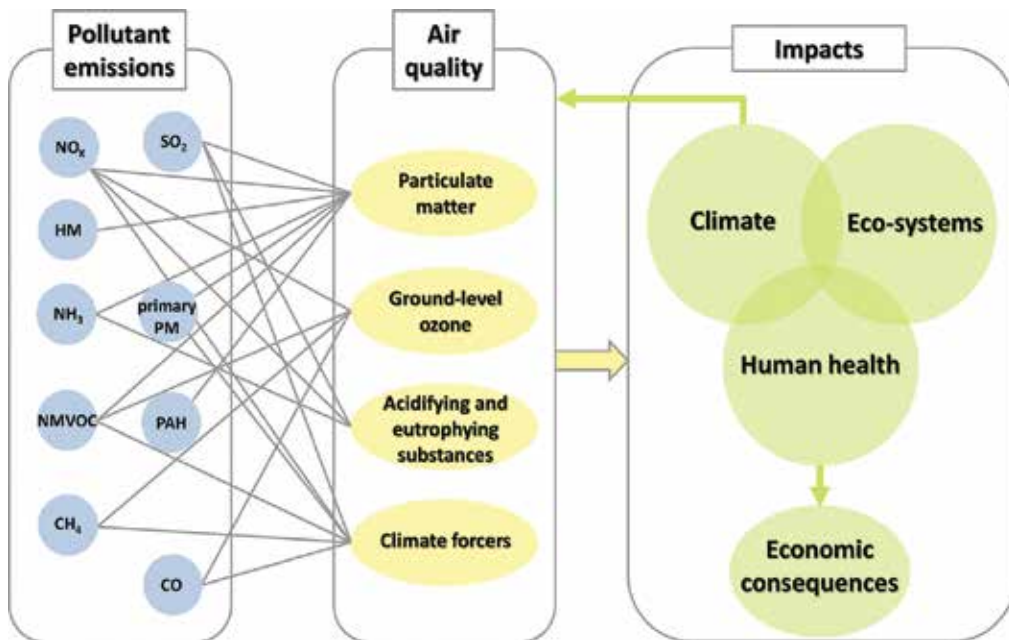 Pollutant
emissions
NOX
SO2
HM
NH3
primary
PM
NMVOC
PAH
CH4
CO
Air
quality
Particulate
matter
Ground-level
ozone
Acidifying and
eutrophying
substances
Climate forcers
Impacts
Climate
Eco-systems
Human health
Economic
consequences